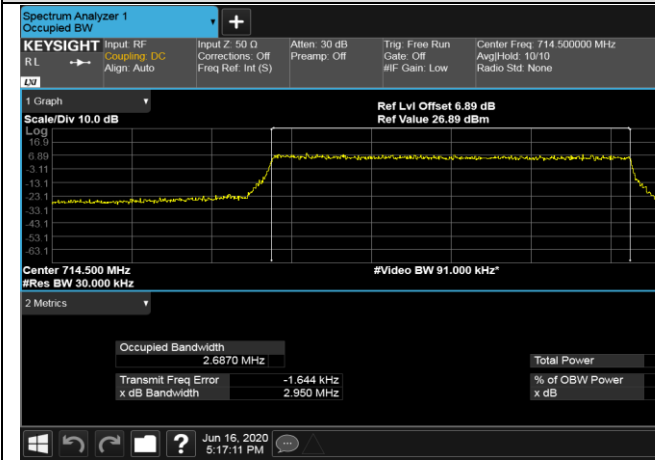 Spectrum Analyzer 1
Occupied BW
+
KEYSIGHT
RL
LXI
Input: RF
Coupling: DC
Align: Auto
Input Z: 50 Ω
Corrections: Off
Freq Ref: Int (S)
Atten: 30 dB
Preamp: Off
Trig: Free Run
Gate: Off
#IF Gain: Low
Center Freq: 714.500000 MHz
Avg|Hold: 10/10
Radio Std: None
1 Graph
Scale/Div 10.0 dB
Ref Lvl Offset 6.89 dB
Ref Value 26.89 dBm
Log
16.9
6.89
-3.11
-13.1
-23.1
-33.1
-43.1
-53.1
-63.1
Center 714.500 MHz
#Res BW 30.000 kHz
#Video BW 91.000 kHz*
2 Metrics
Occupied Bandwidth
2.6870 MHz
Total Power
Transmit Freq Error -1.644 kHz
% of OBW Power
x dB Bandwidth 2.950 MHz
x dB
?
Jun 16, 2020
5:17:11 PM